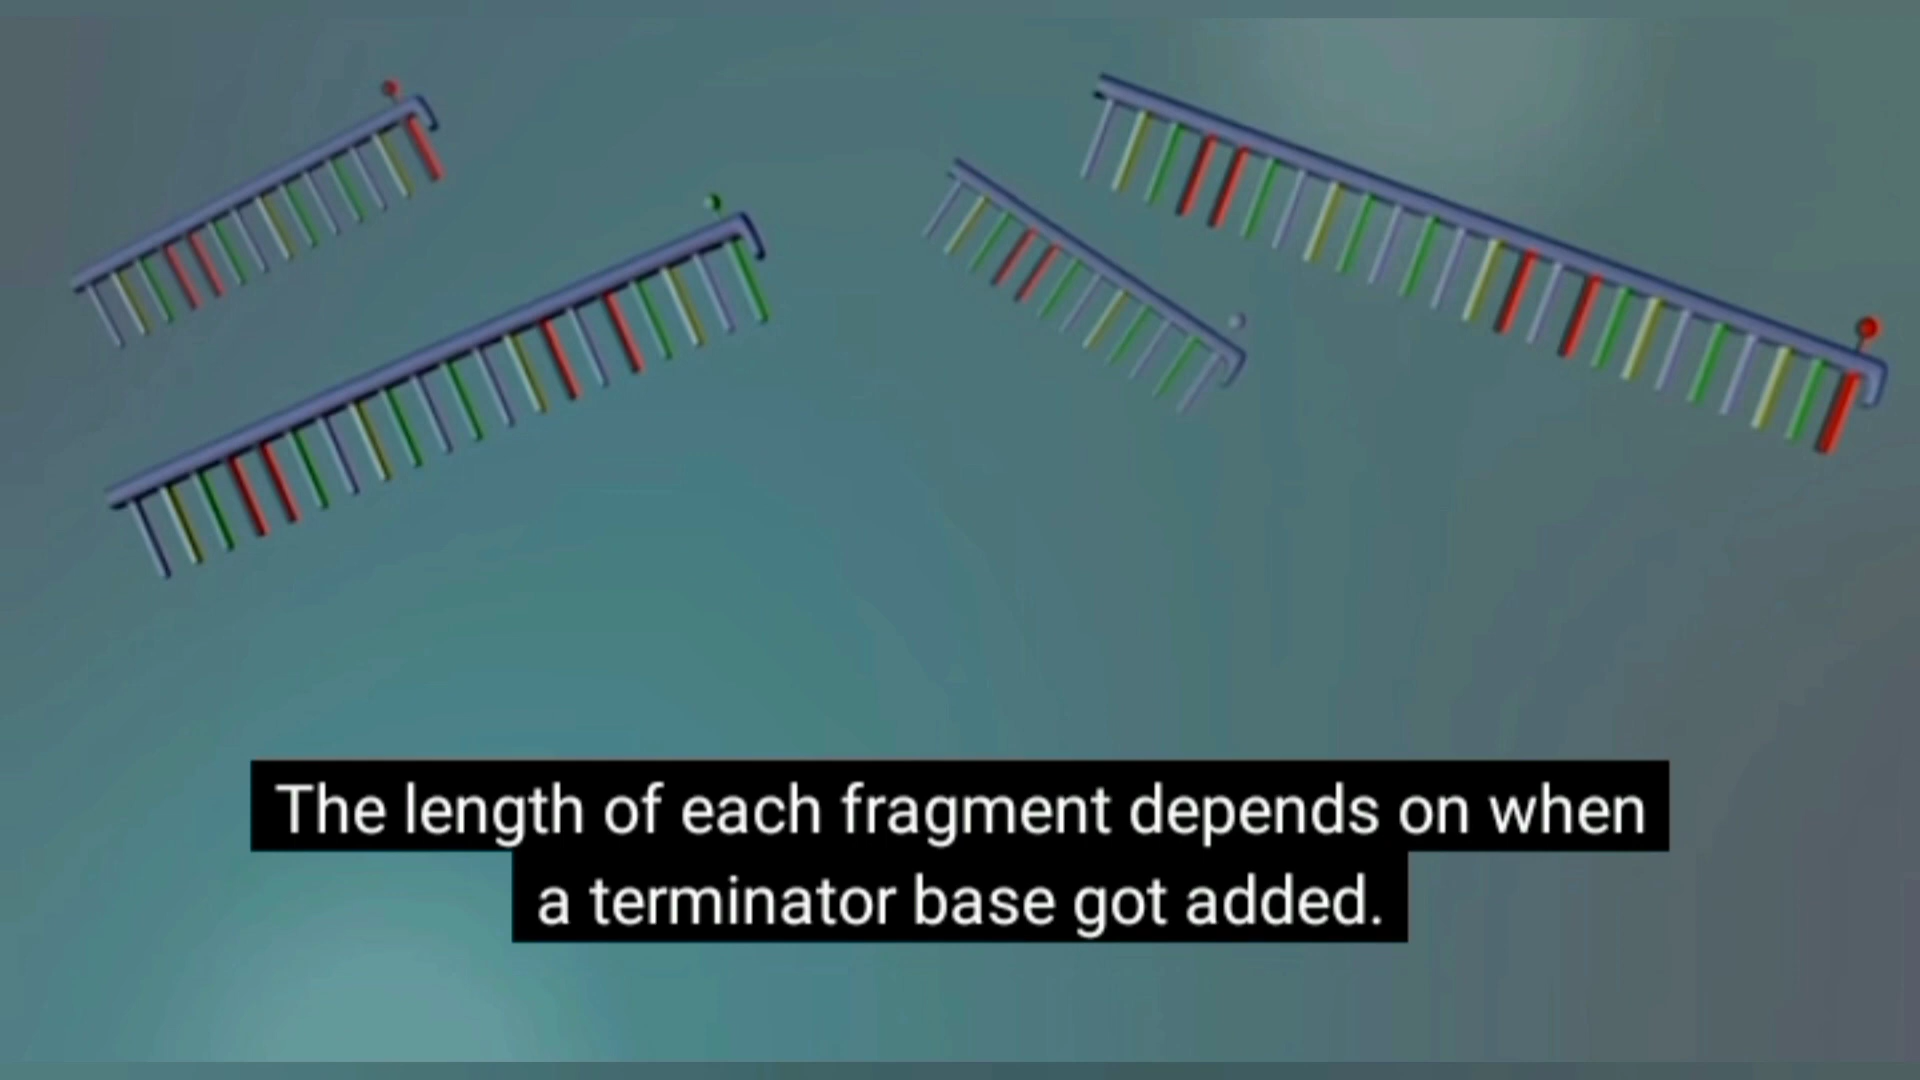 The length of each fragment depends on when
a terminator base got added.